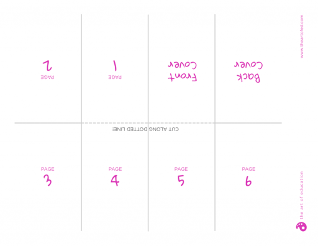 2
PAGE
1
PAGE
Front
Cover
Back
Cover
CUT ALONG DOTTED LINE!
PAGE
3
PAGE
4
PAGE
5
PAGE
6
the art of education